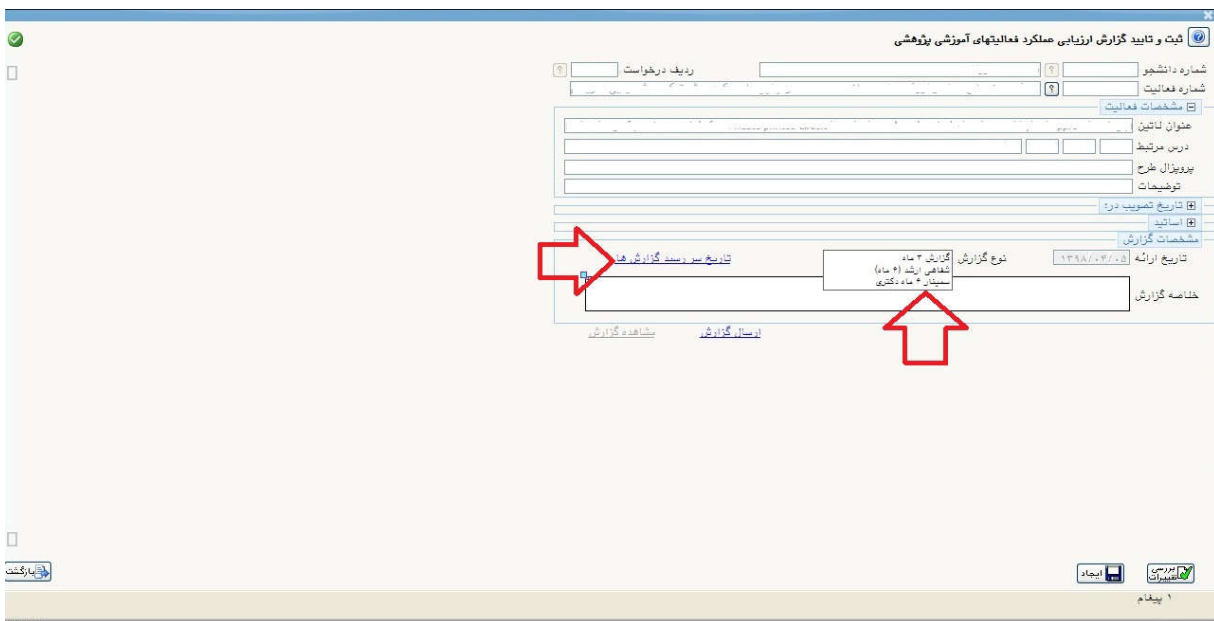 ثبت و تایید گزارش ارزیابی عملکرد فعالیتهای آموزشی پژوهشی
شماره دانشجو ردیف درخواست
شماره فعالیت
مشخصات فعالیت
عنوان لاتین
درس مرتبط
پروپزال طرح
توضیحات
تاریخ تصویب در:
اساتید
مشخصات گزارش
تاریخ ارائه ۱۳۹۸/۰۴/۰۵ نوع گزارش گزارش ۳ ماه تاریخ سر رسید گزارش ها
شفاهی ارشد (۶ ماه)
سمینار ۶ ماه دکتری
خلاصه گزارش
ارسال گزارش مشاهده گزارش
بررسی تغییرات ایجاد بازگشت
۱ پیغام